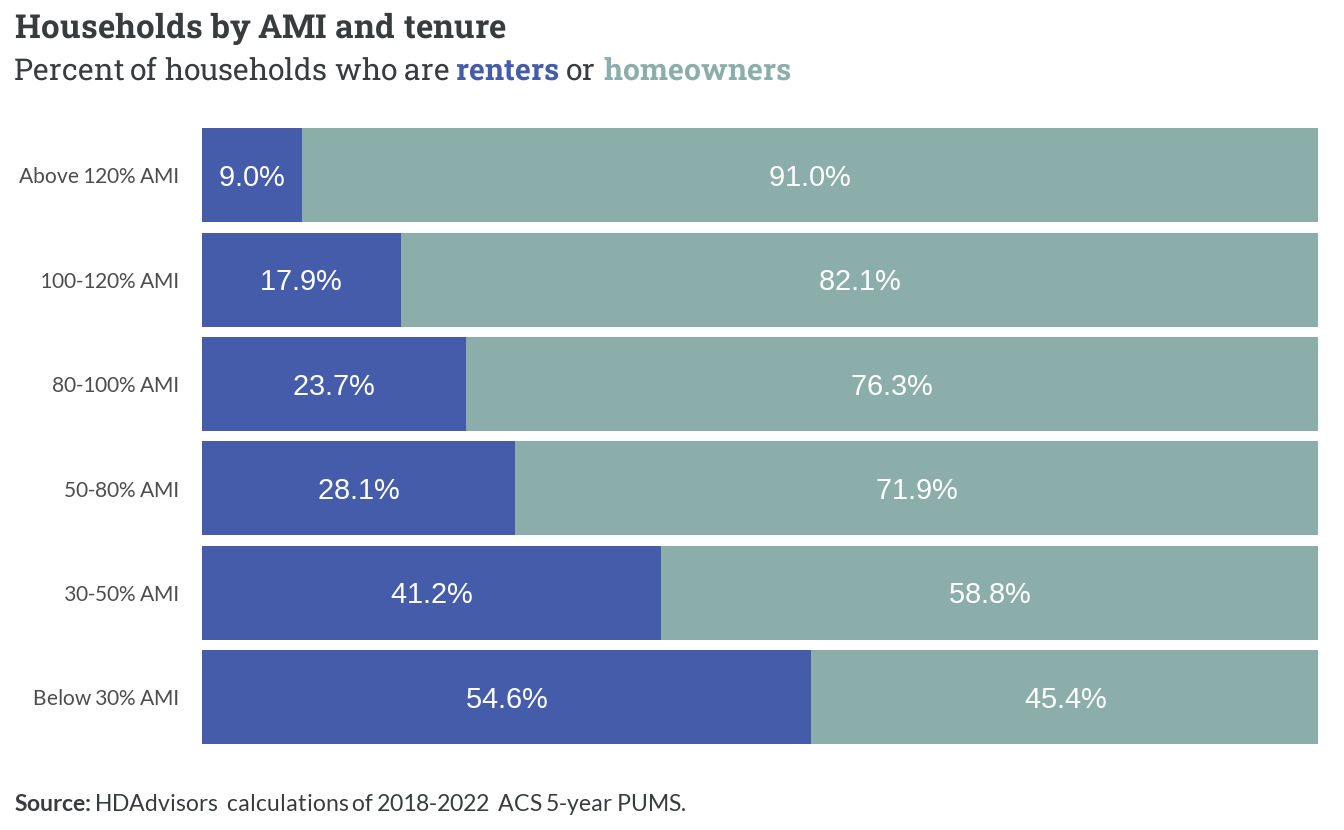 Households by AMI and tenure
Percent of households who are renters or homeowners
Above 120% AMI 9.0% 91.0%
100-120% AMI 17.9% 82.1%
80-100% AMI 23.7% 76.3%
50-80% AMI 28.1% 71.9%
30-50% AMI 41.2% 58.8%
Below 30% AMI 54.6% 45.4%
Source: HDAdvisors calculations of 2018-2022 ACS 5-year PUMS.